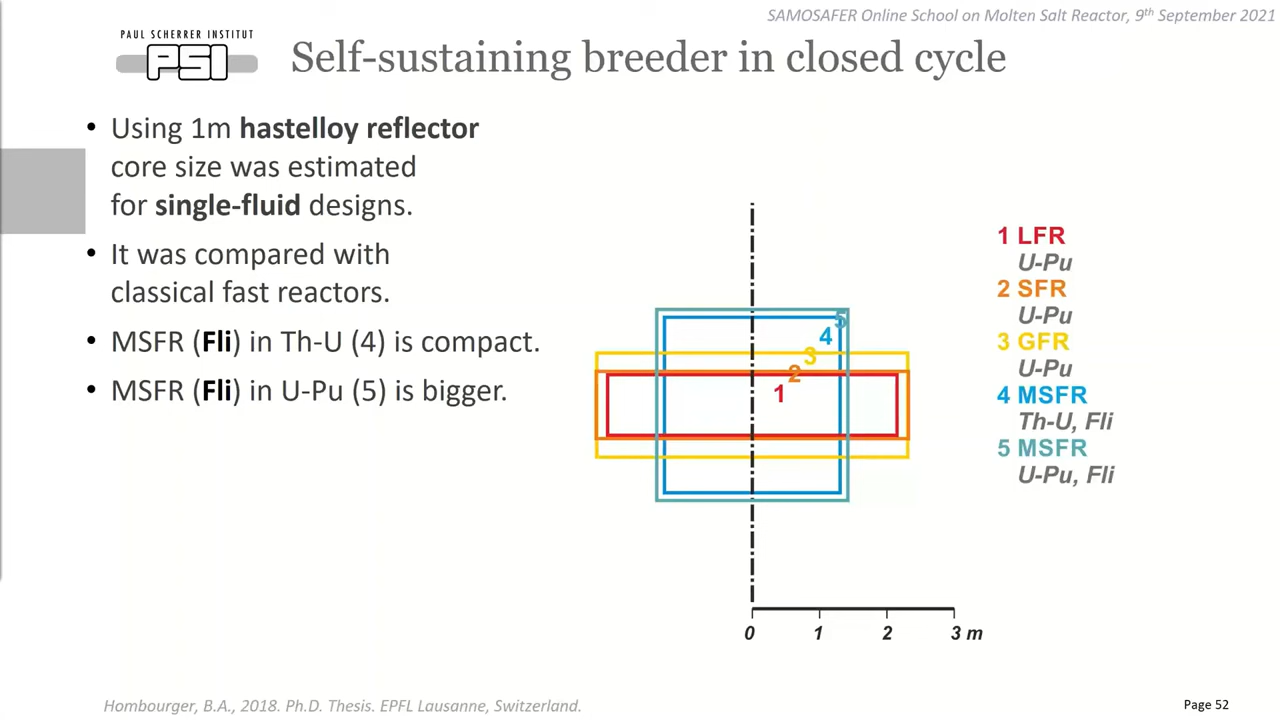 SAMOSAFER Online School on Molten Salt Reactor, 9th September 2021
PAUL SCHERRER INSTITUT
PSI
Self-sustaining breeder in closed cycle
• Using 1m hastelloy reflector
core size was estimated
for single-fluid designs.
• It was compared with
classical fast reactors.
• MSFR (Fli) in Th-U (4) is compact.
• MSFR (Fli) in U-Pu (5) is bigger.
5
4
3
2
1
1 LFR
U-Pu
2 SFR
U-Pu
3 GFR
U-Pu
4 MSFR
Th-U, Fli
5 MSFR
U-Pu, Fli
0 1 2 3 m
Hombourger, B.A., 2018. Ph.D. Thesis. EPFL Lausanne, Switzerland.
Page 52